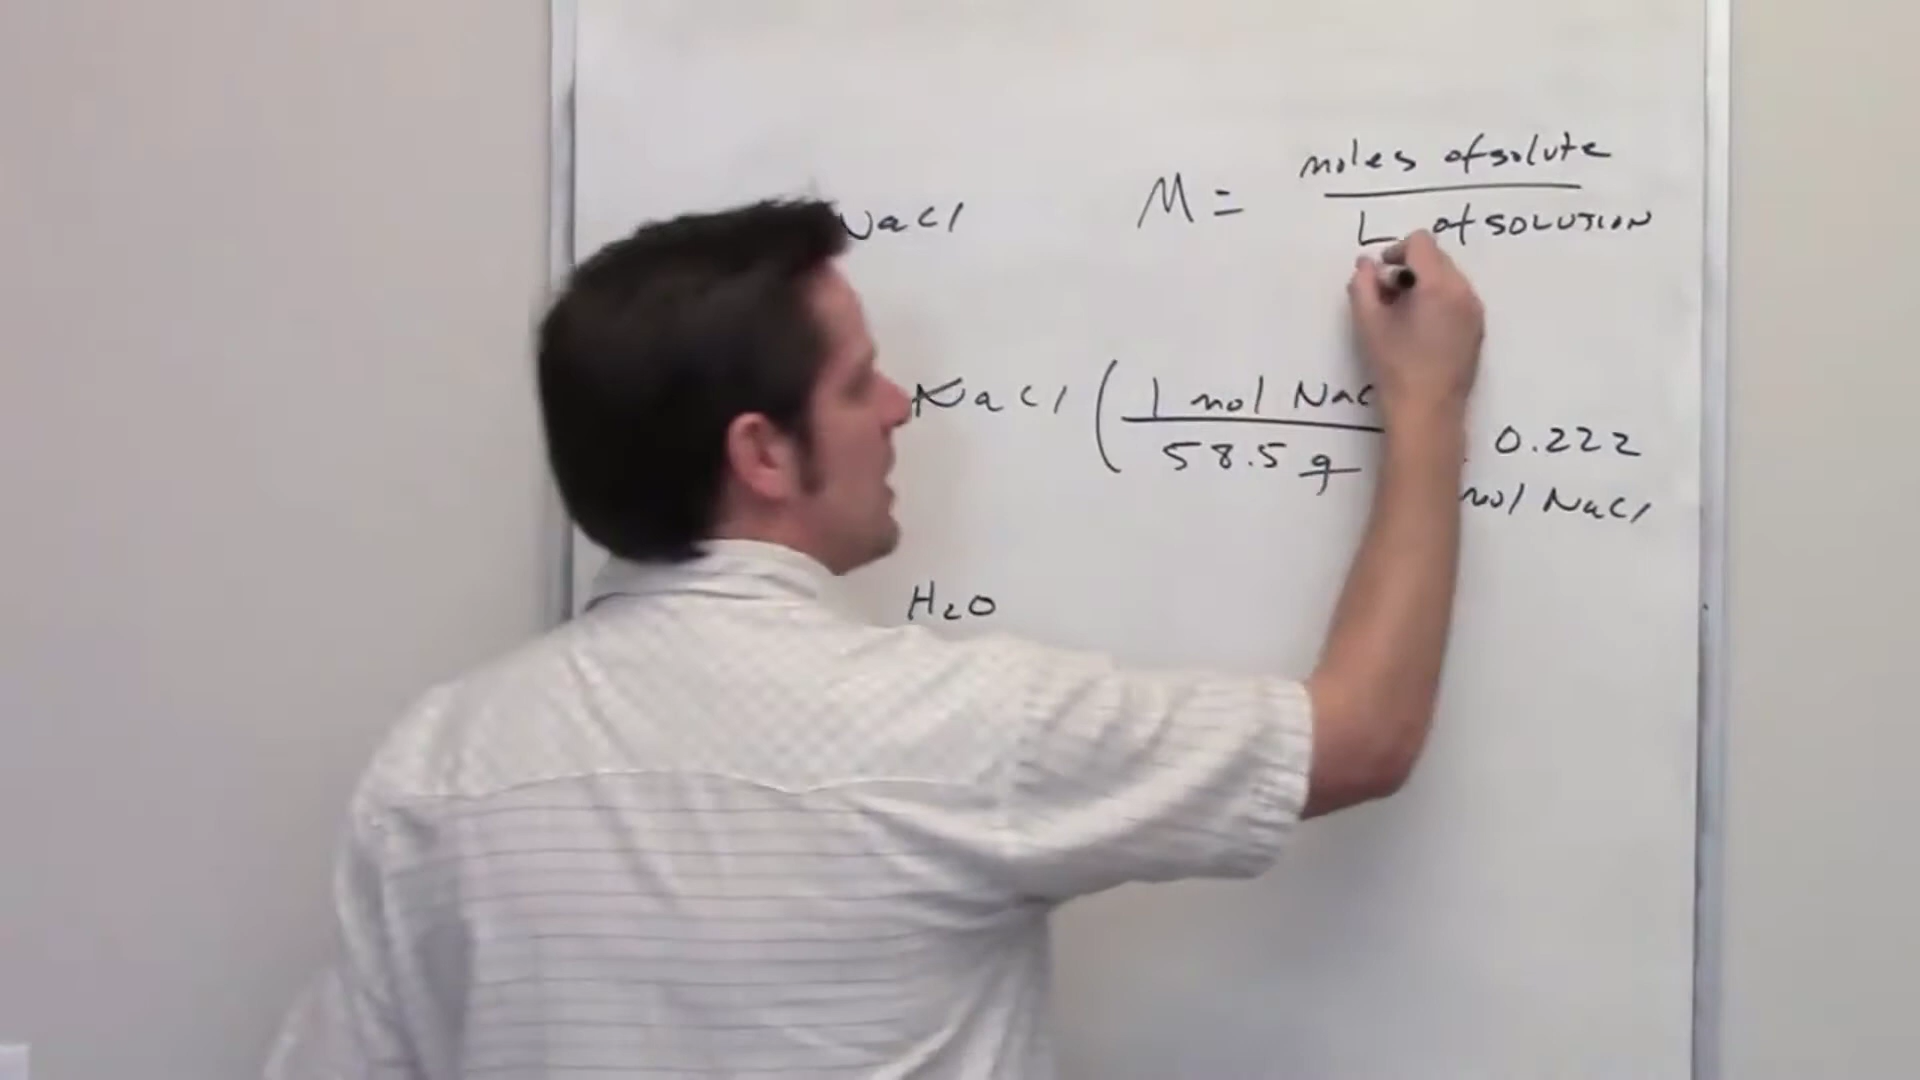 NaCl
M = moles of solute
L of SOLUTION
NaCl ( 1 mol NaCl
58.5 g
0.222
mol NaCl
H₂O